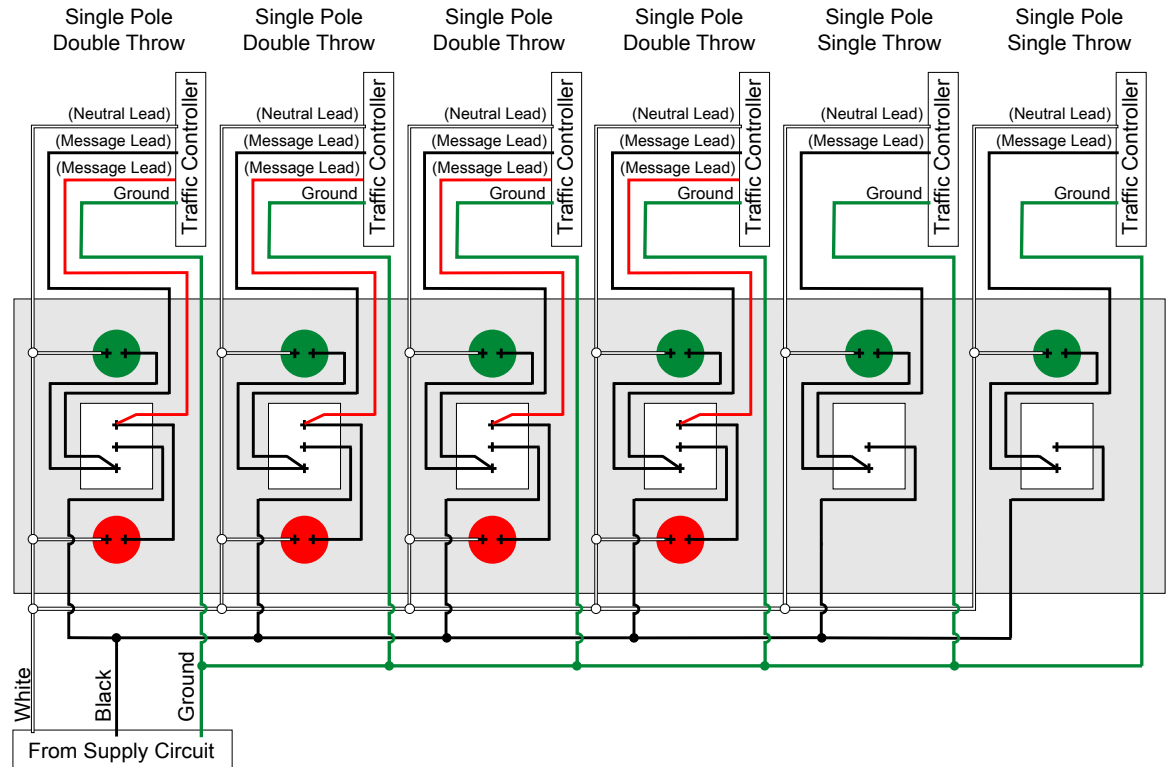 Single Pole
Double Throw
Single Pole
Double Throw
Single Pole
Double Throw
Single Pole
Double Throw
Single Pole
Single Throw
Single Pole
Single Throw
(Neutral Lead)
(Message Lead)
(Message Lead)
Ground
Traffic Controller
(Neutral Lead)
(Message Lead)
(Message Lead)
Ground
Traffic Controller
(Neutral Lead)
(Message Lead)
(Message Lead)
Ground
Traffic Controller
(Neutral Lead)
(Message Lead)
(Message Lead)
Ground
Traffic Controller
(Neutral Lead)
(Message Lead)
Ground
Traffic Controller
(Neutral Lead)
(Message Lead)
Ground
Traffic Controller
White
Black
Ground
From Supply Circuit